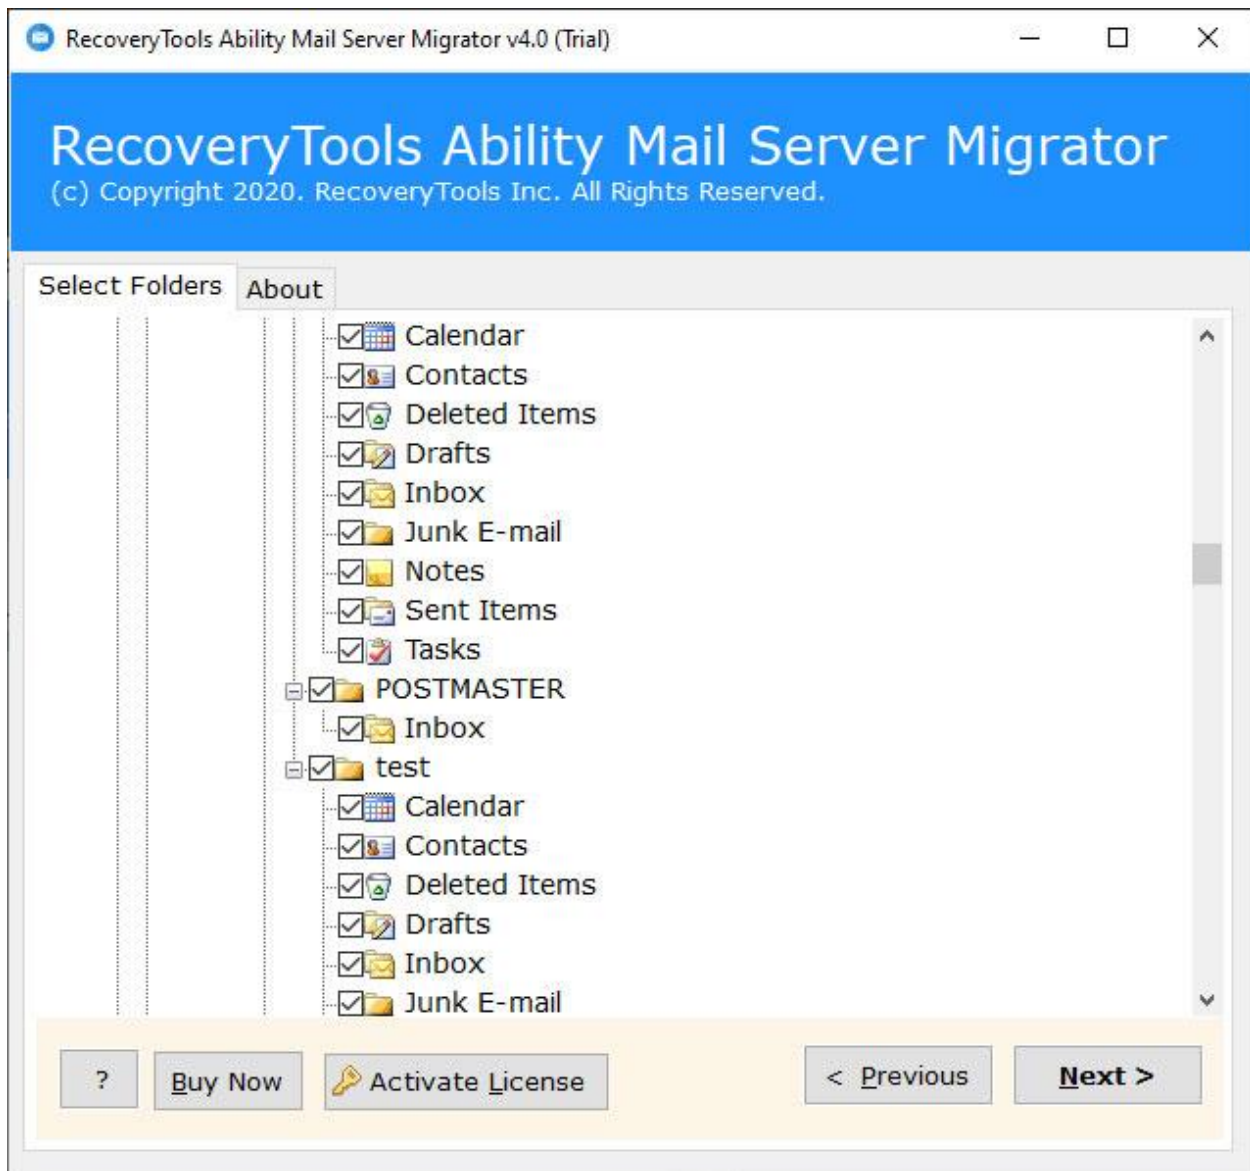 RecoveryTools Ability Mail Server Migrator v4.0 (Trial)
RecoveryTools Ability Mail Server Migrator
(c) Copyright 2020. RecoveryTools Inc. All Rights Reserved.
Select Folders About
Calendar
Contacts
Deleted Items
Drafts
Inbox
Junk E-mail
Notes
Sent Items
Tasks
POSTMASTER
Inbox
test
Calendar
Contacts
Deleted Items
Drafts
Inbox
Junk E-mail
? Buy Now Activate License < Previous Next >